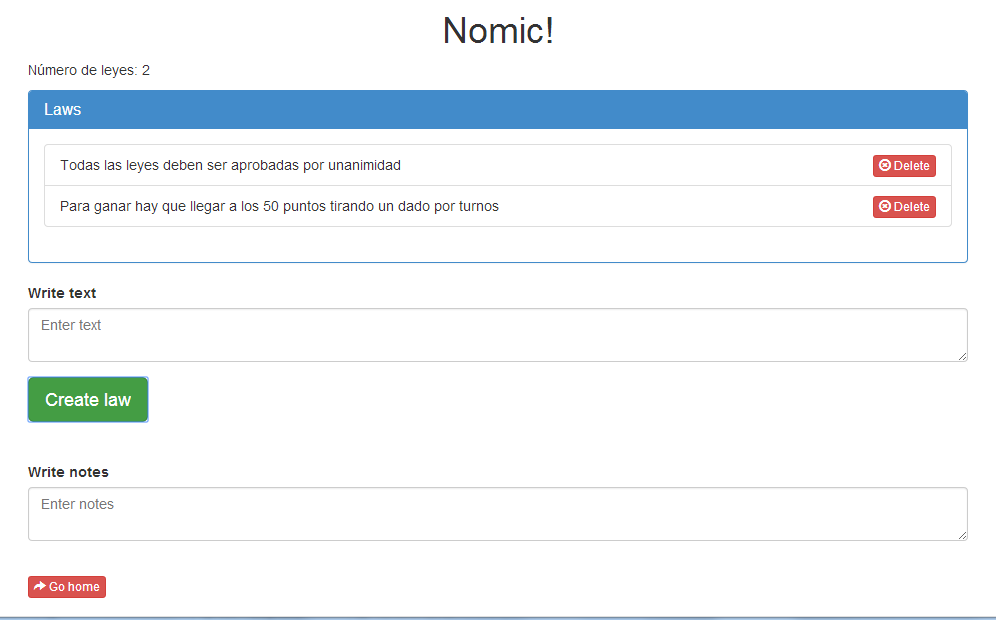 Nomic!
Número de leyes: 2
Laws
Todas las leyes deben ser aprobadas por unanimidad
Delete
Para ganar hay que llegar a los 50 puntos tirando un dado por turnos
Delete
Write text
Enter text
Create law
Write notes
Enter notes
Go home